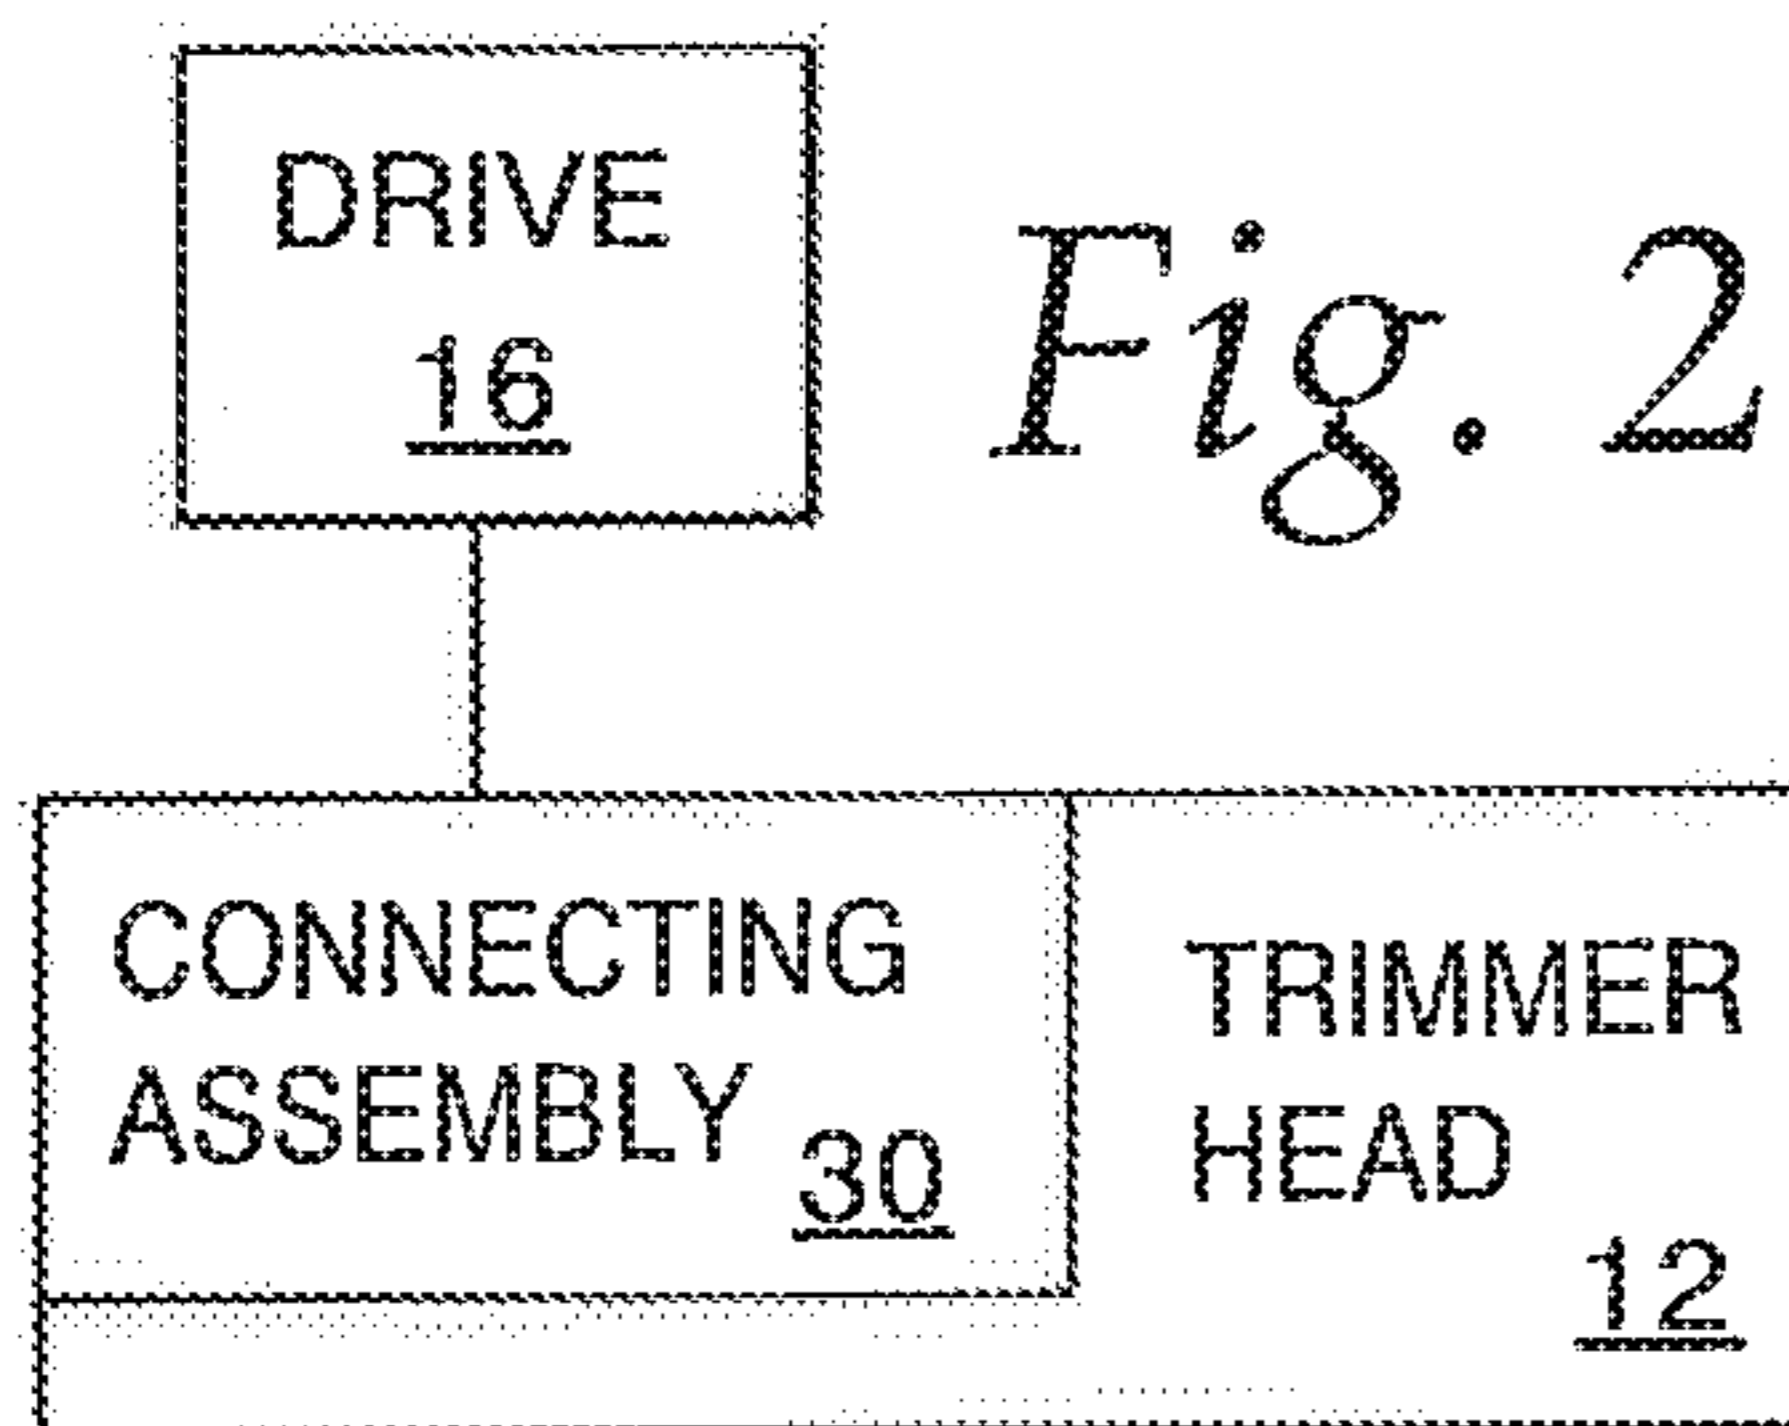 DRIVE
16
Fig. 2
CONNECTING
ASSEMBLY
30
TRIMMER
HEAD
12